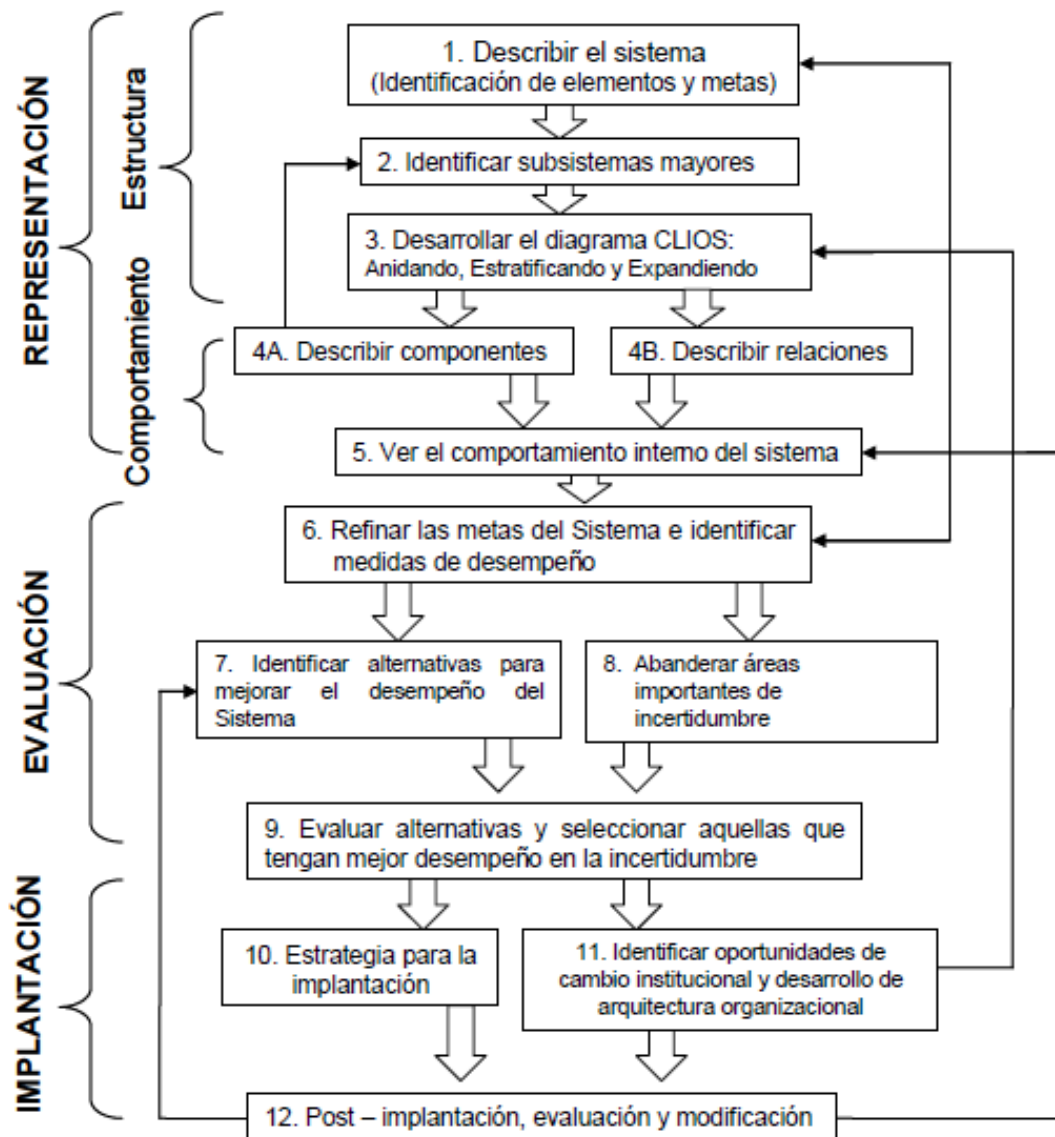 REPRESENTACIÓN
Estructura
Comportamiento
1. Describir el sistema
(Identificación de elementos y metas)
2. Identificar subsistemas mayores
3. Desarrollar el diagrama CLIOS:
Anidando, Estratificando y Expandiendo
4A. Describir componentes
4B. Describir relaciones
5. Ver el comportamiento interno del sistema
EVALUACIÓN
6. Refinar las metas del Sistema e identificar
medidas de desempeño
7. Identificar alternativas para
mejorar el desempeño del
Sistema
8. Abanderar áreas
importantes de
incertidumbre
9. Evaluar alternativas y seleccionar aquellas que
tengan mejor desempeño en la incertidumbre
IMPLANTACIÓN
10. Estrategia para la
implantación
11. Identificar oportunidades de
cambio institucional y desarrollo de
arquitectura organizacional
12. Post – implantación, evaluación y modificación